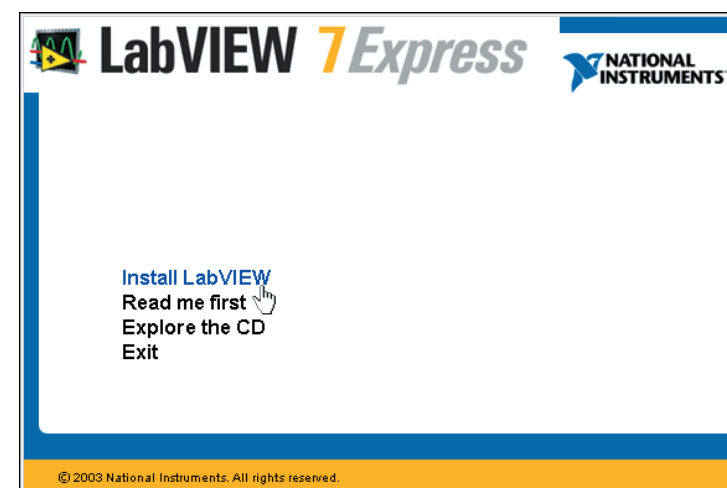 LabVIEW 7 Express
NATIONAL
INSTRUMENTS
Install LabVIEW
Read me first
Explore the CD
Exit
© 2003 National Instruments. All rights reserved.